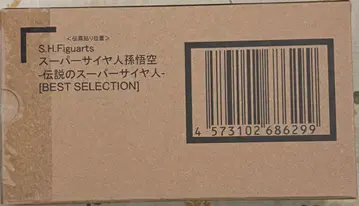 ＜伝票貼り位置＞
S.H.Figuarts
スーパーサイヤ人孫悟空
-伝説のスーパーサイヤ人-
[BEST SELECTION]
4 573102 686299